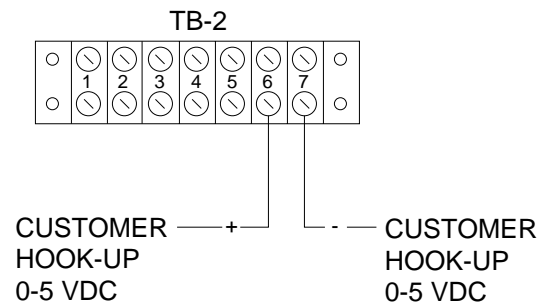 TB-2
1 2 3 4 5 6 7
CUSTOMER
HOOK-UP
0-5 VDC
+
-
CUSTOMER
HOOK-UP
0-5 VDC